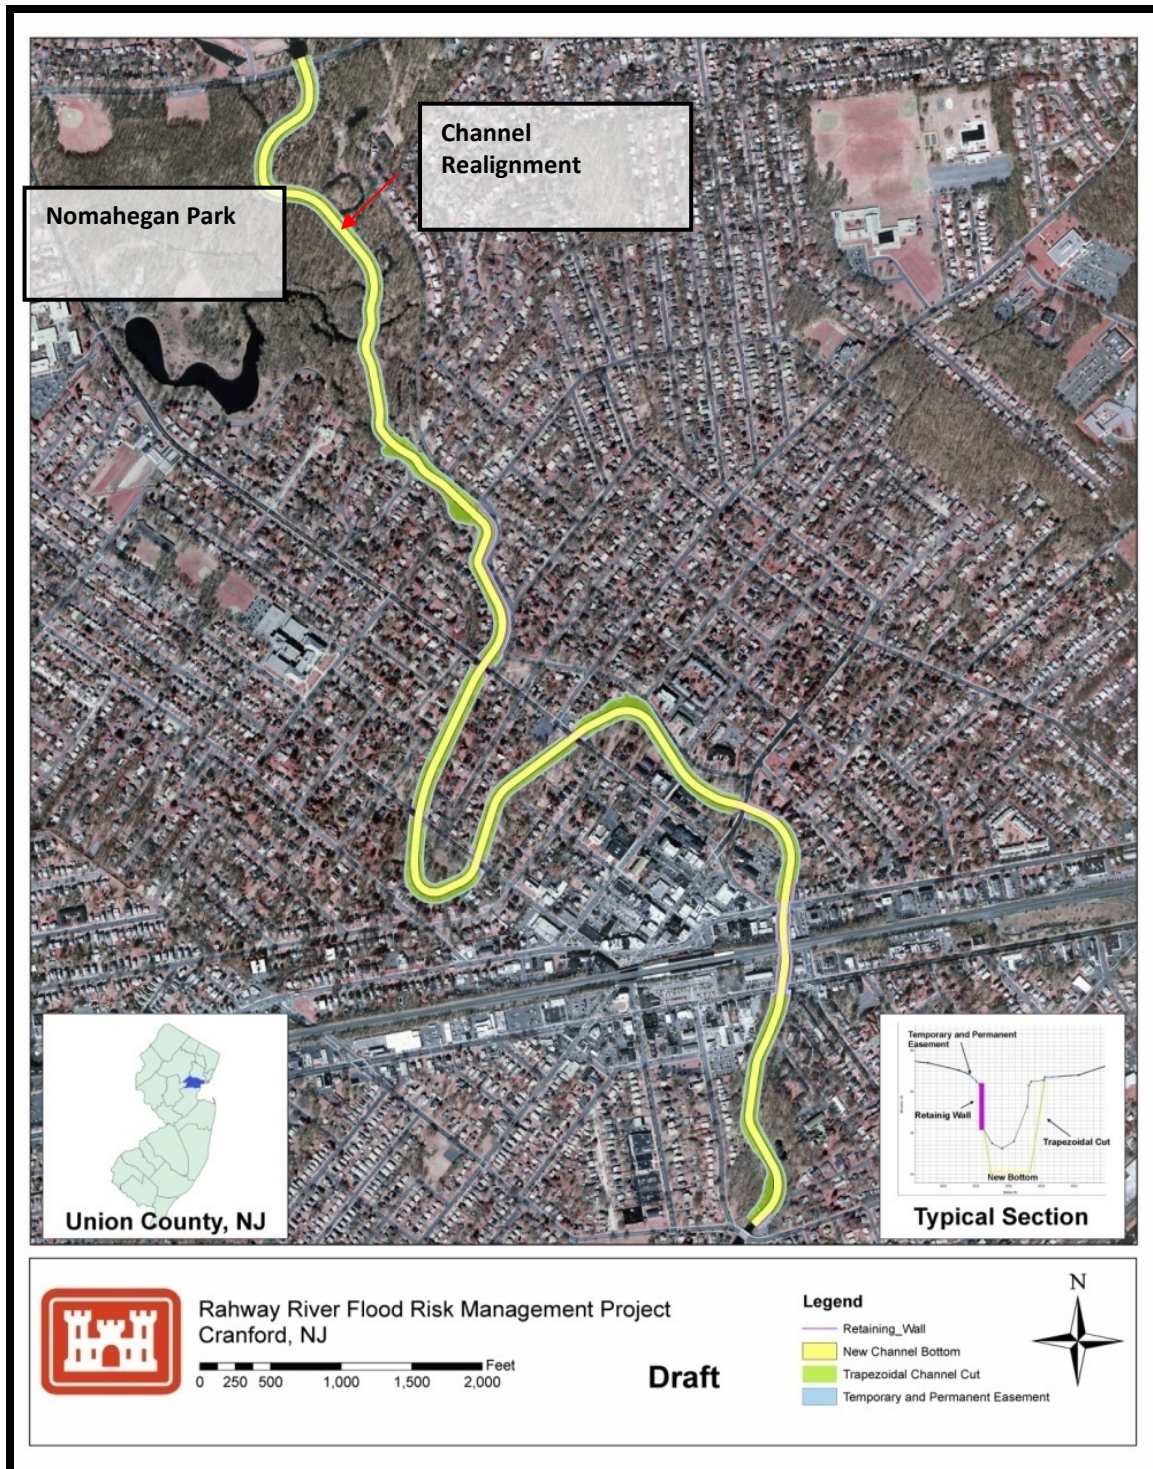 Channel
Realignment
Nomahegan Park
Union County, NJ
Temporary and Permanent
Easement
Retainig Wall
Trapezoidal Cut
New Bottom
Typical Section
Rahway River Flood Risk Management Project
Cranford, NJ
Feet
0 250 500 1,000 1,500 2,000
Draft
Legend
Retaining_Wall
New Channel Bottom
Trapezoidal Channel Cut
Temporary and Permanent Easement
N